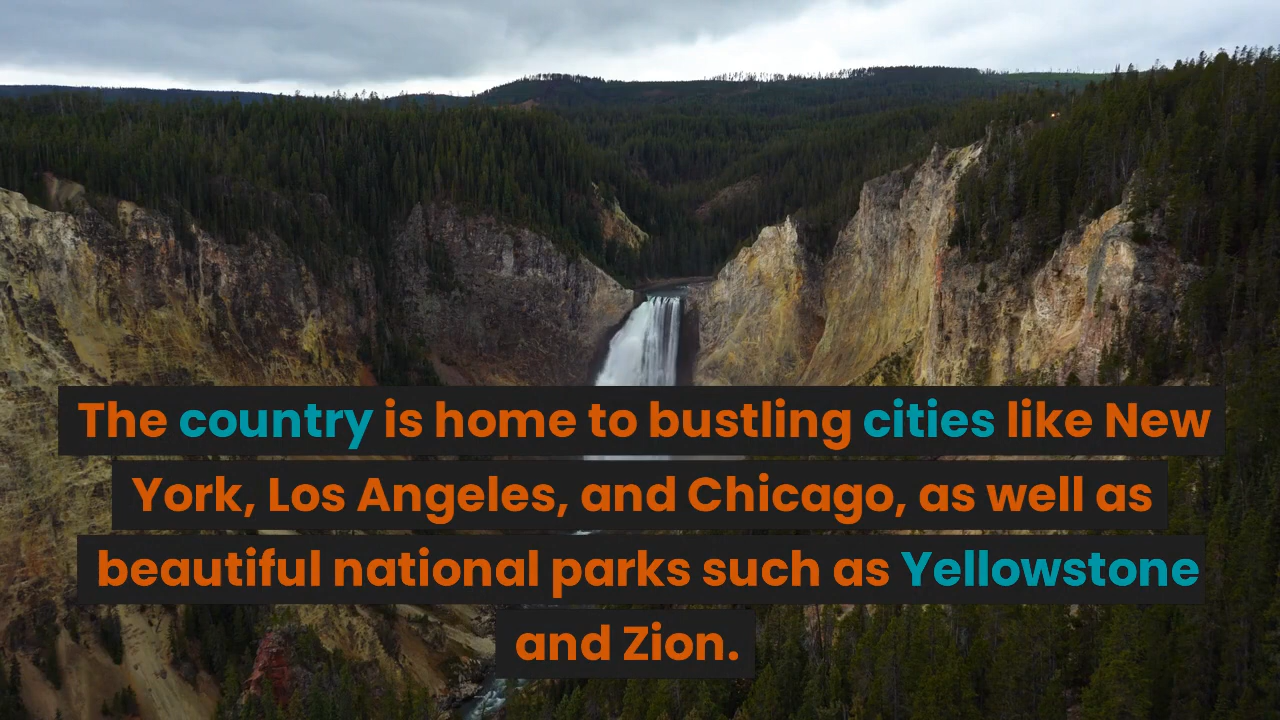 The country is home to bustling cities like New
York, Los Angeles, and Chicago, as well as
beautiful national parks such as Yellowstone
and Zion.